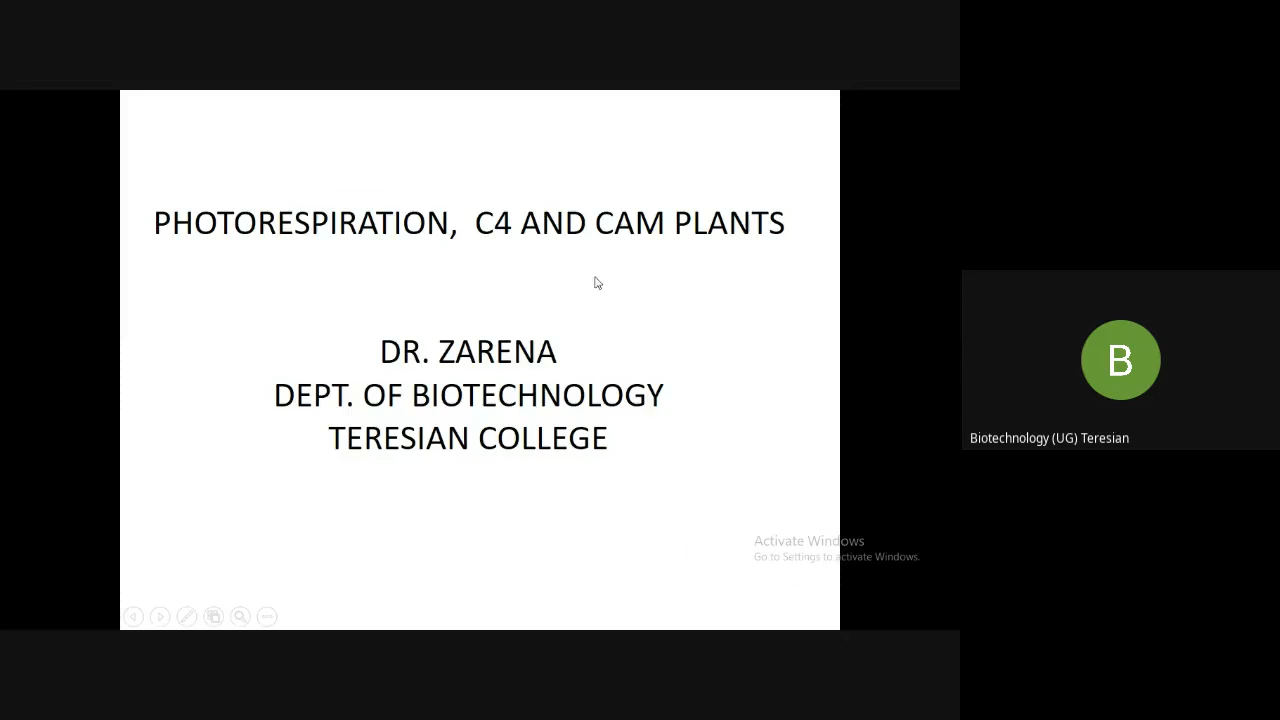 PHOTORESPIRATION,  C4 AND CAM PLANTS
DR. ZARENA
DEPT. OF BIOTECHNOLOGY
TERESIAN COLLEGE
B
Biotechnology (UG) Teresian
Activate Windows
Go to Settings to activate Windows.